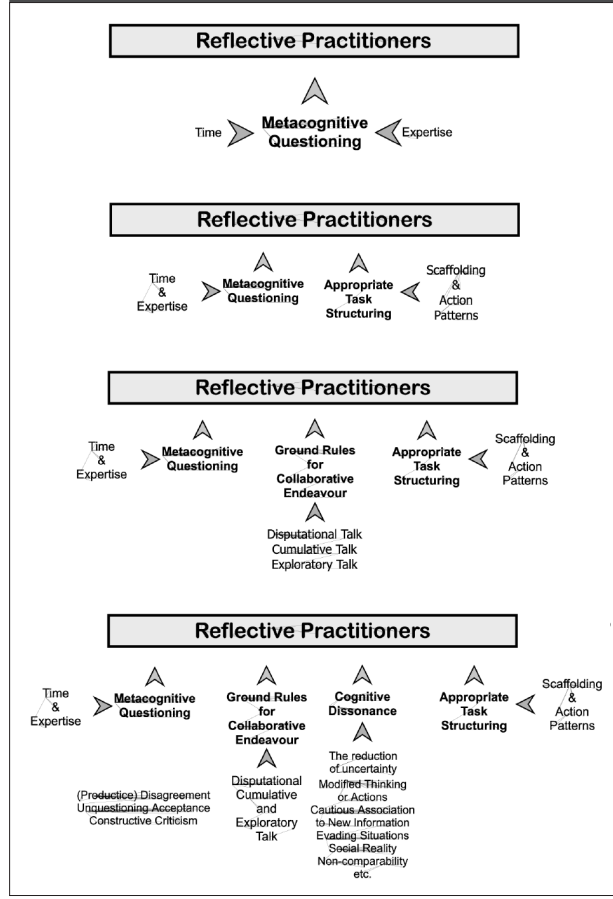 Reflective Practitioners
Time
Metacognitive
Questioning
Expertise
Reflective Practitioners
Time
&
Expertise
Metacognitive
Questioning
Appropriate
Task
Structuring
Scaffolding
&
Action
Patterns
Reflective Practitioners
Time
&
Expertise
Metacognitive
Questioning
Ground Rules
for
Collaborative
Endeavour
Disputational Talk
Cumulative Talk
Exploratory Talk
Appropriate
Task
Structuring
Scaffolding
&
Action
Patterns
Reflective Practitioners
Time
&
Expertise
Metacognitive
Questioning
(Productice) Disagreement
Unquestioning Acceptance
Constructive Criticism
Ground Rules
for
Collaborative
Endeavour
Disputational
Cumulative
and
Exploratory
Talk
Cognitive
Dissonance
The reduction
of uncertainty
Modified Thinking
or Actions
Cautious Association
to New Information
Evading Situations
Social Reality
Non-comparability
etc.
Appropriate
Task
Structuring
Scaffolding
&
Action
Patterns